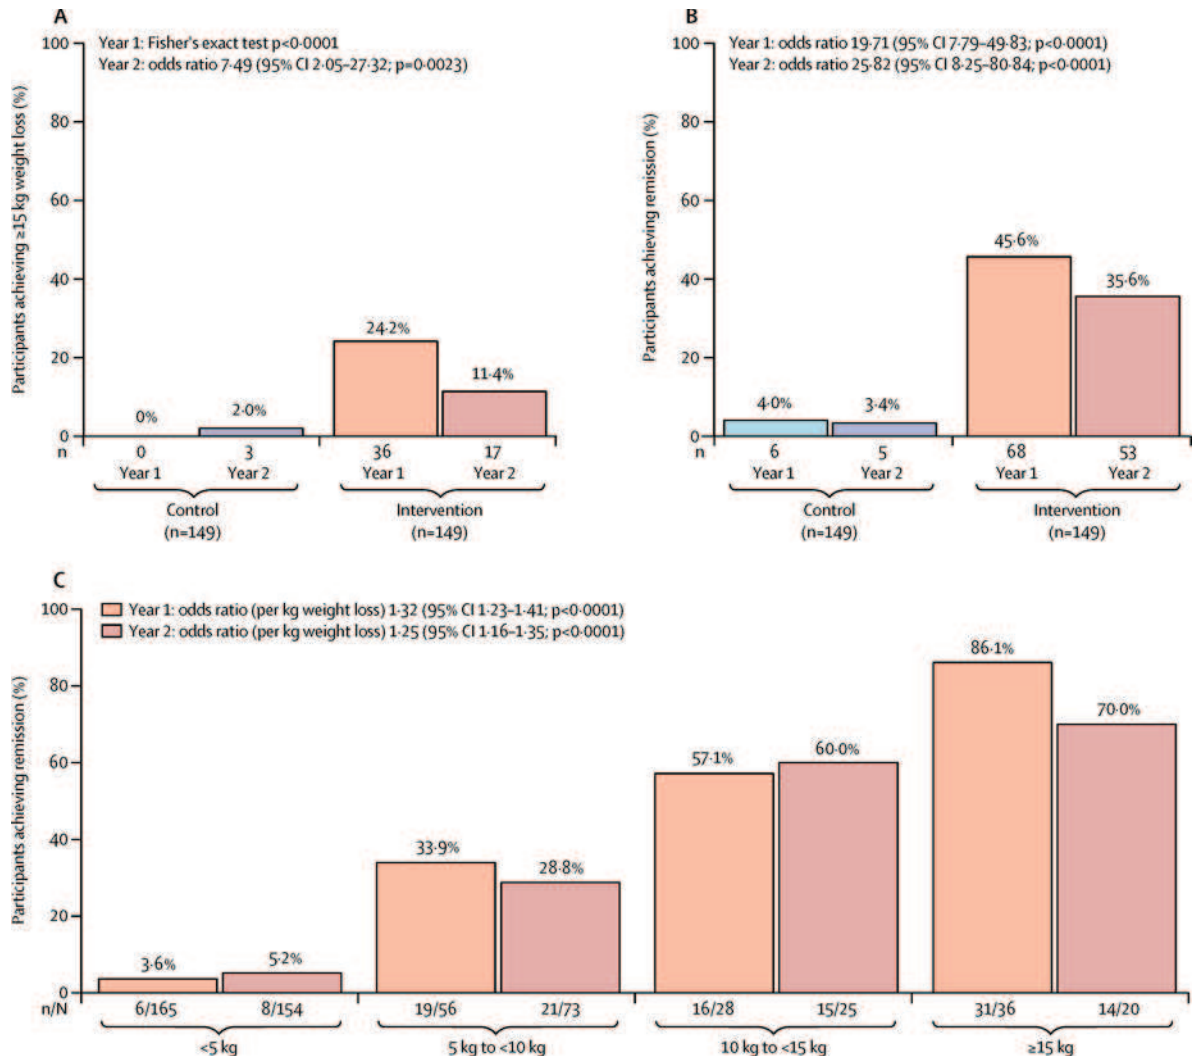 A
Year 1: Fisher's exact test p<0·0001
Year 2: odds ratio 7·49 (95% CI 2·05–27·32; p=0·0023)
Participants achieving ≥15 kg weight loss (%)
100
80
60
40
20
0
0%
2·0%
24·2%
11·4%
n
0
3
36
17
Year 1
Year 2
Year 1
Year 2
Control
(n=149)
Intervention
(n=149)
B
Year 1: odds ratio 19·71 (95% CI 7·79–49·83; p<0·0001)
Year 2: odds ratio 25·82 (95% CI 8·25–80·84; p<0·0001)
Participants achieving remission (%)
100
80
60
40
20
0
4·0%
3·4%
45·6%
35·6%
6
5
68
53
Year 1
Year 2
Year 1
Year 2
Control
(n=149)
Intervention
(n=149)
C
Year 1: odds ratio (per kg weight loss) 1·32 (95% CI 1·23–1·41; p<0·0001)
Year 2: odds ratio (per kg weight loss) 1·25 (95% CI 1·16–1·35; p<0·0001)
Participants achieving remission (%)
100
80
60
40
20
0
3·6%
5·2%
33·9%
28·8%
57·1%
60·0%
86·1%
70·0%
n/N
6/165
8/154
19/56
21/73
16/28
15/25
31/36
14/20
<5 kg
5 kg to <10 kg
10 kg to <15 kg
≥15 kg